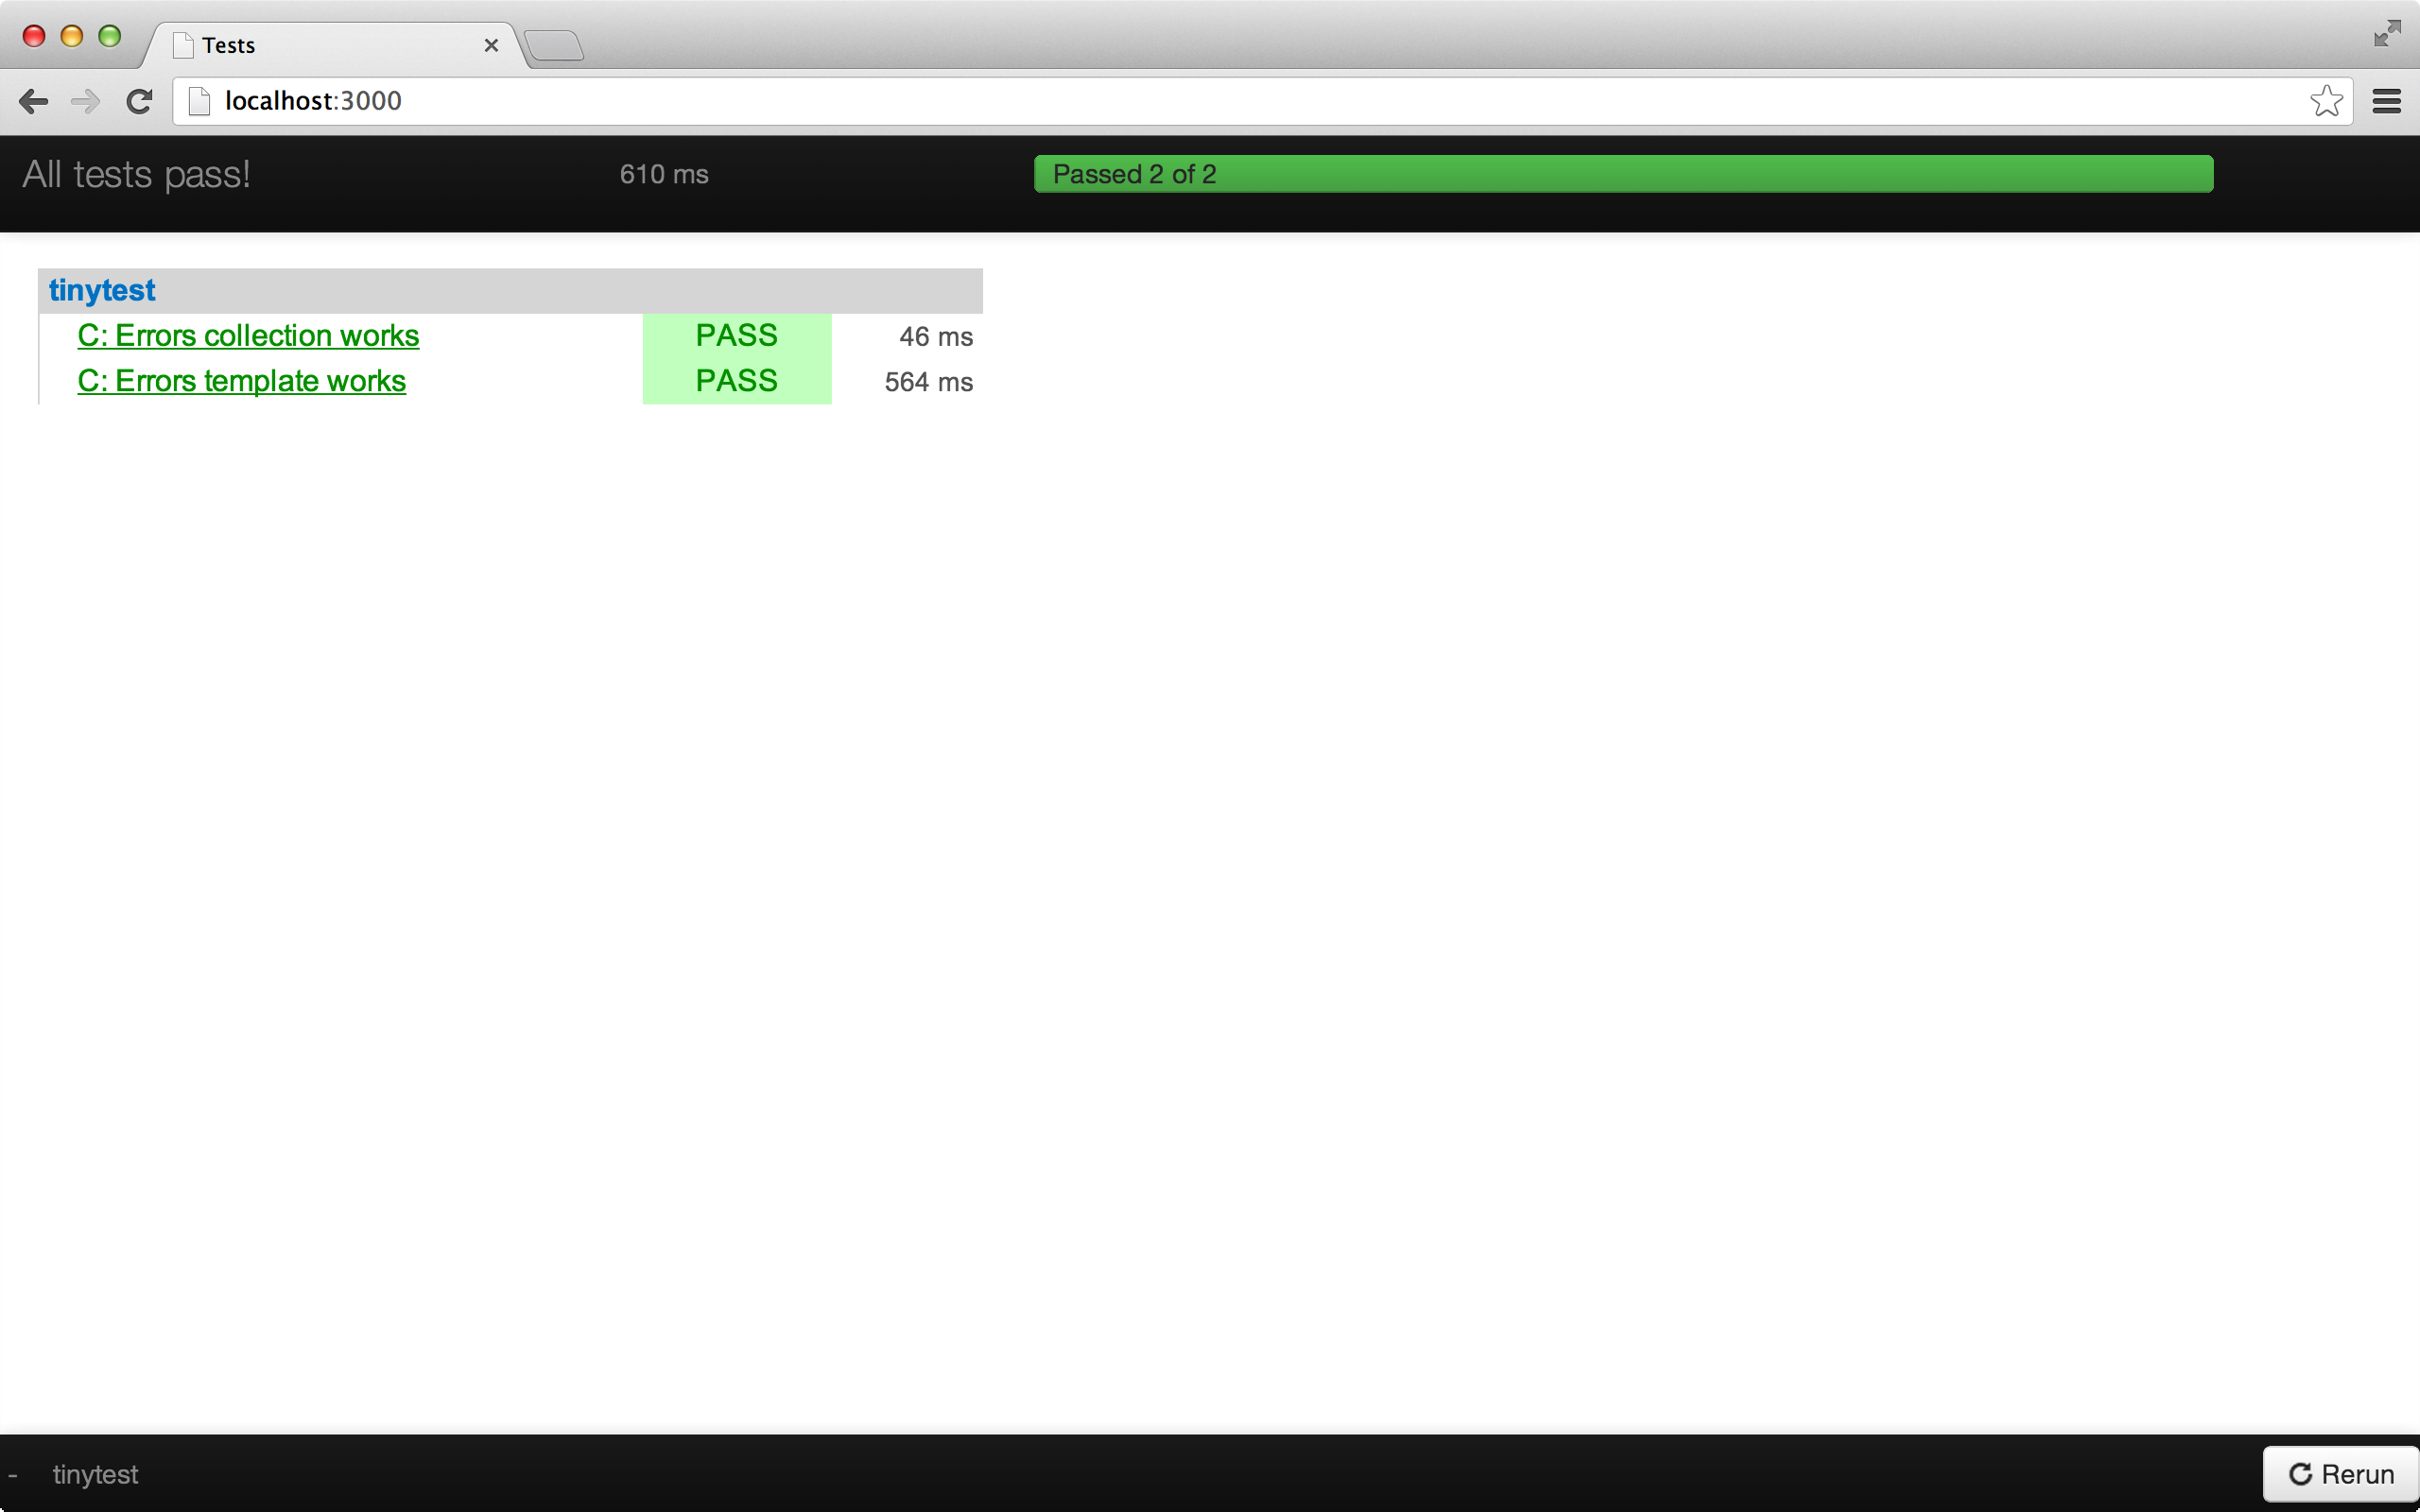 Tests
localhost:3000
All tests pass! 610 ms Passed 2 of 2
tinytest
C: Errors collection works PASS 46 ms
C: Errors template works PASS 564 ms
- tinytest Rerun